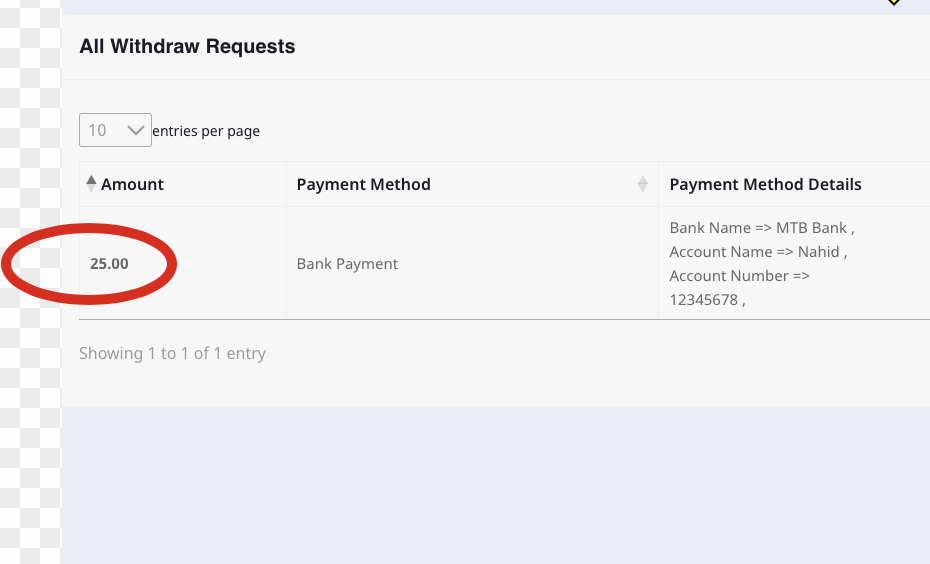 All Withdraw Requests
10 entries per page
Amount Payment Method Payment Method Details
25.00 Bank Payment Bank Name => MTB Bank ,
Account Name => Nahid ,
Account Number =>
12345678 ,
Showing 1 to 1 of 1 entry